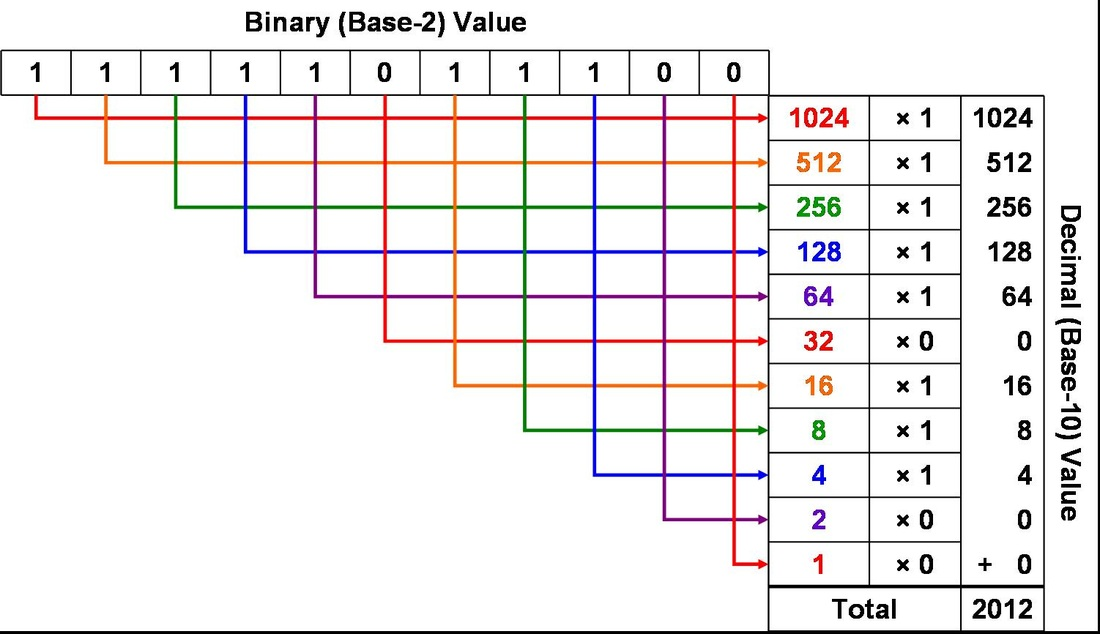 Binary (Base-2) Value
1 1 1 1 1 0 1 1 1 0 0
1024 × 1 1024
512 × 1 512
256 × 1 256
128 × 1 128
64 × 1 64
32 × 0 0
16 × 1 16
8 × 1 8
4 × 1 4
2 × 0 0
1 × 0 + 0
Total 2012
Decimal (Base-10) Value